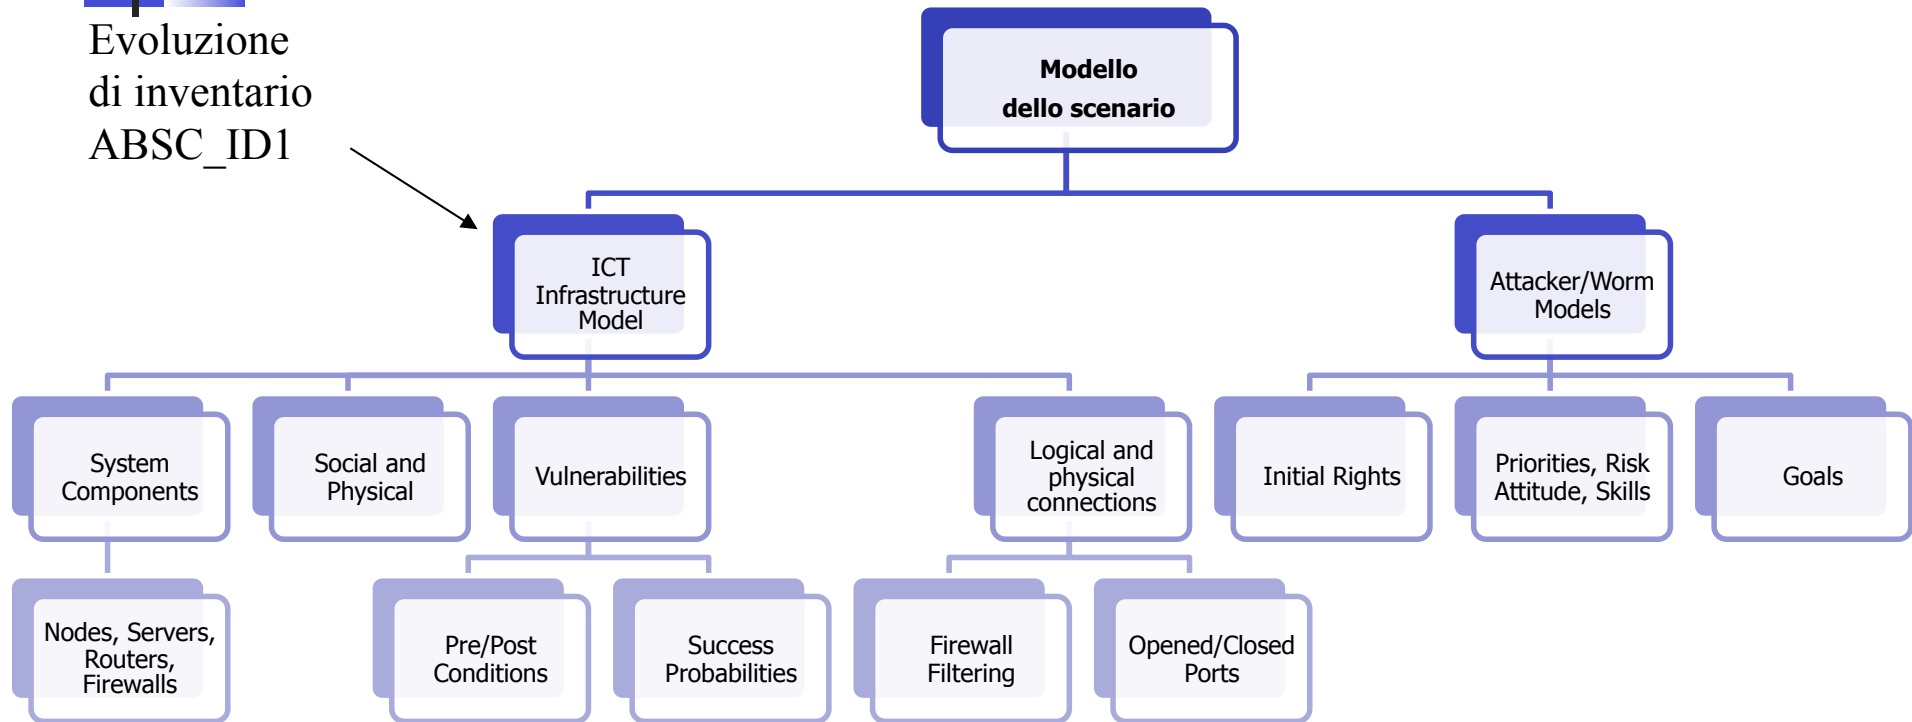 Evoluzione
di inventario
ABSC_ID1
Modello
dello scenario
ICT
Infrastructure
Model
Attacker/Worm
Models
System
Components
Social and
Physical
Vulnerabilities
Logical and
physical
connections
Initial Rights
Priorities, Risk
Attitude, Skills
Goals
Nodes, Servers,
Routers,
Firewalls
Pre/Post
Conditions
Success
Probabilities
Firewall
Filtering
Opened/Closed
Ports